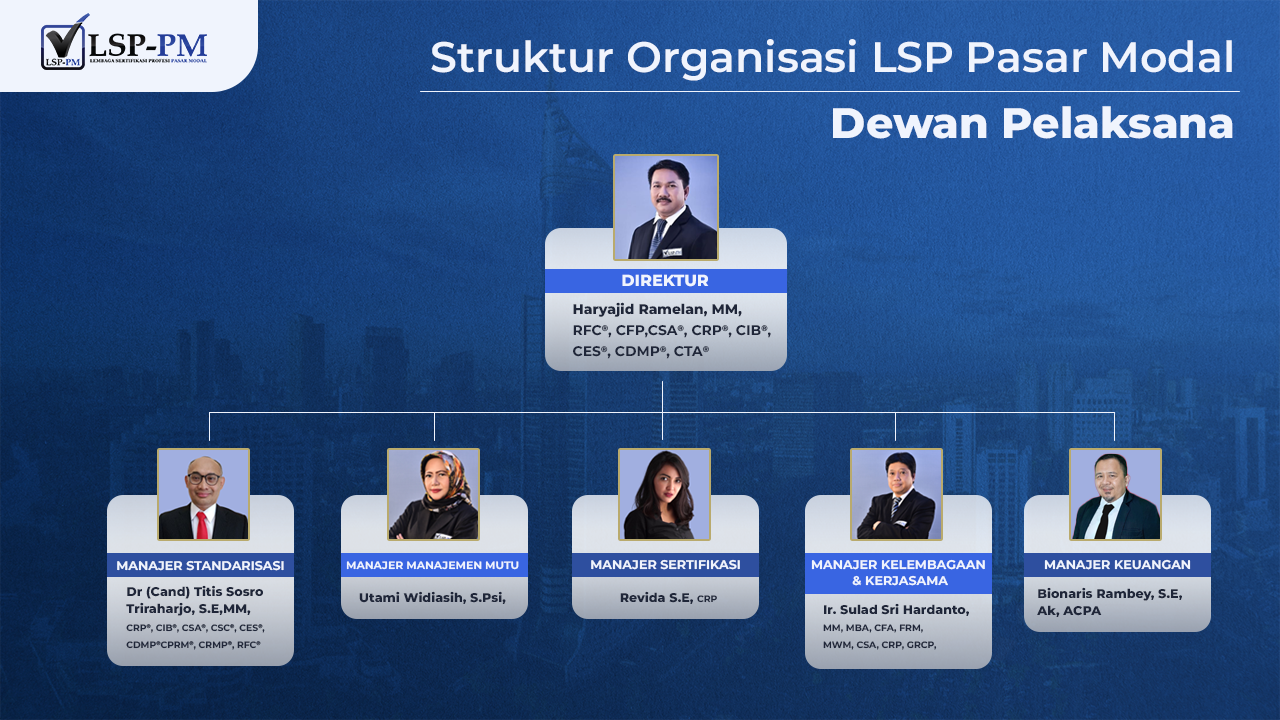 LSP-PM
LSP-PM
LEMBAGA SERTIFIKASI PROFESI PASAR MODAL
Struktur Organisasi LSP Pasar Modal
Dewan Pelaksana
DIREKTUR
Haryajid Ramelan, MM,
RFC®, CFP,CSA®, CRP®, CIB®,
CES®, CDMP®, CTA®
MANAJER STANDARISASI
Dr (Cand) Titis Sosro
Triraharjo, S.E,MM,
CRP®, CIB®, CSA®, CSC®, CES®,
CDMP®CPRM®, CRMP®, RFC®
MANAJER MANAJEMEN MUTU
Utami Widiasih, S.Psi,
MANAJER SERTIFIKASI
Revida S.E, CRP
MANAJER KELEMBAGAAN
& KERJASAMA
Ir. Sulad Sri Hardanto,
MM, MBA, CFA, FRM,
MWM, CSA, CRP, GRCP,
MANAJER KEUANGAN
Bionaris Rambey, S.E,
Ak, ACPA